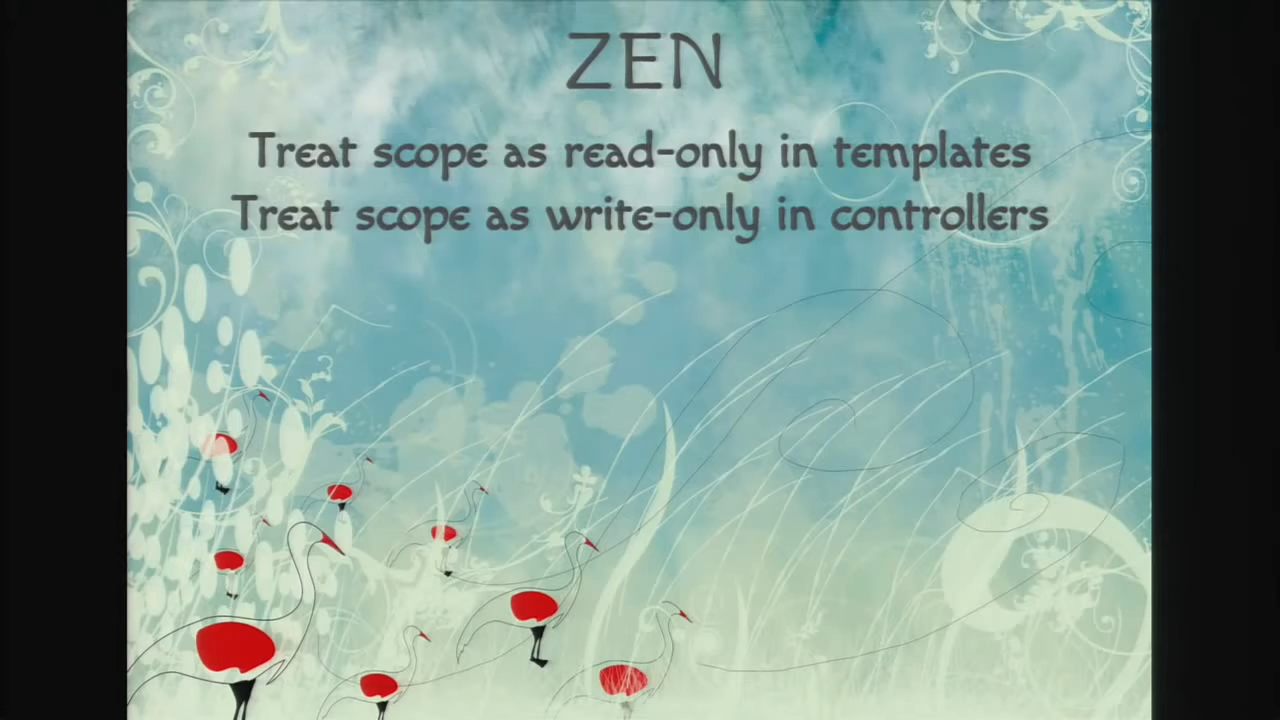 ZEN
Treat scope as read-only in templates
Treat scope as write-only in controllers